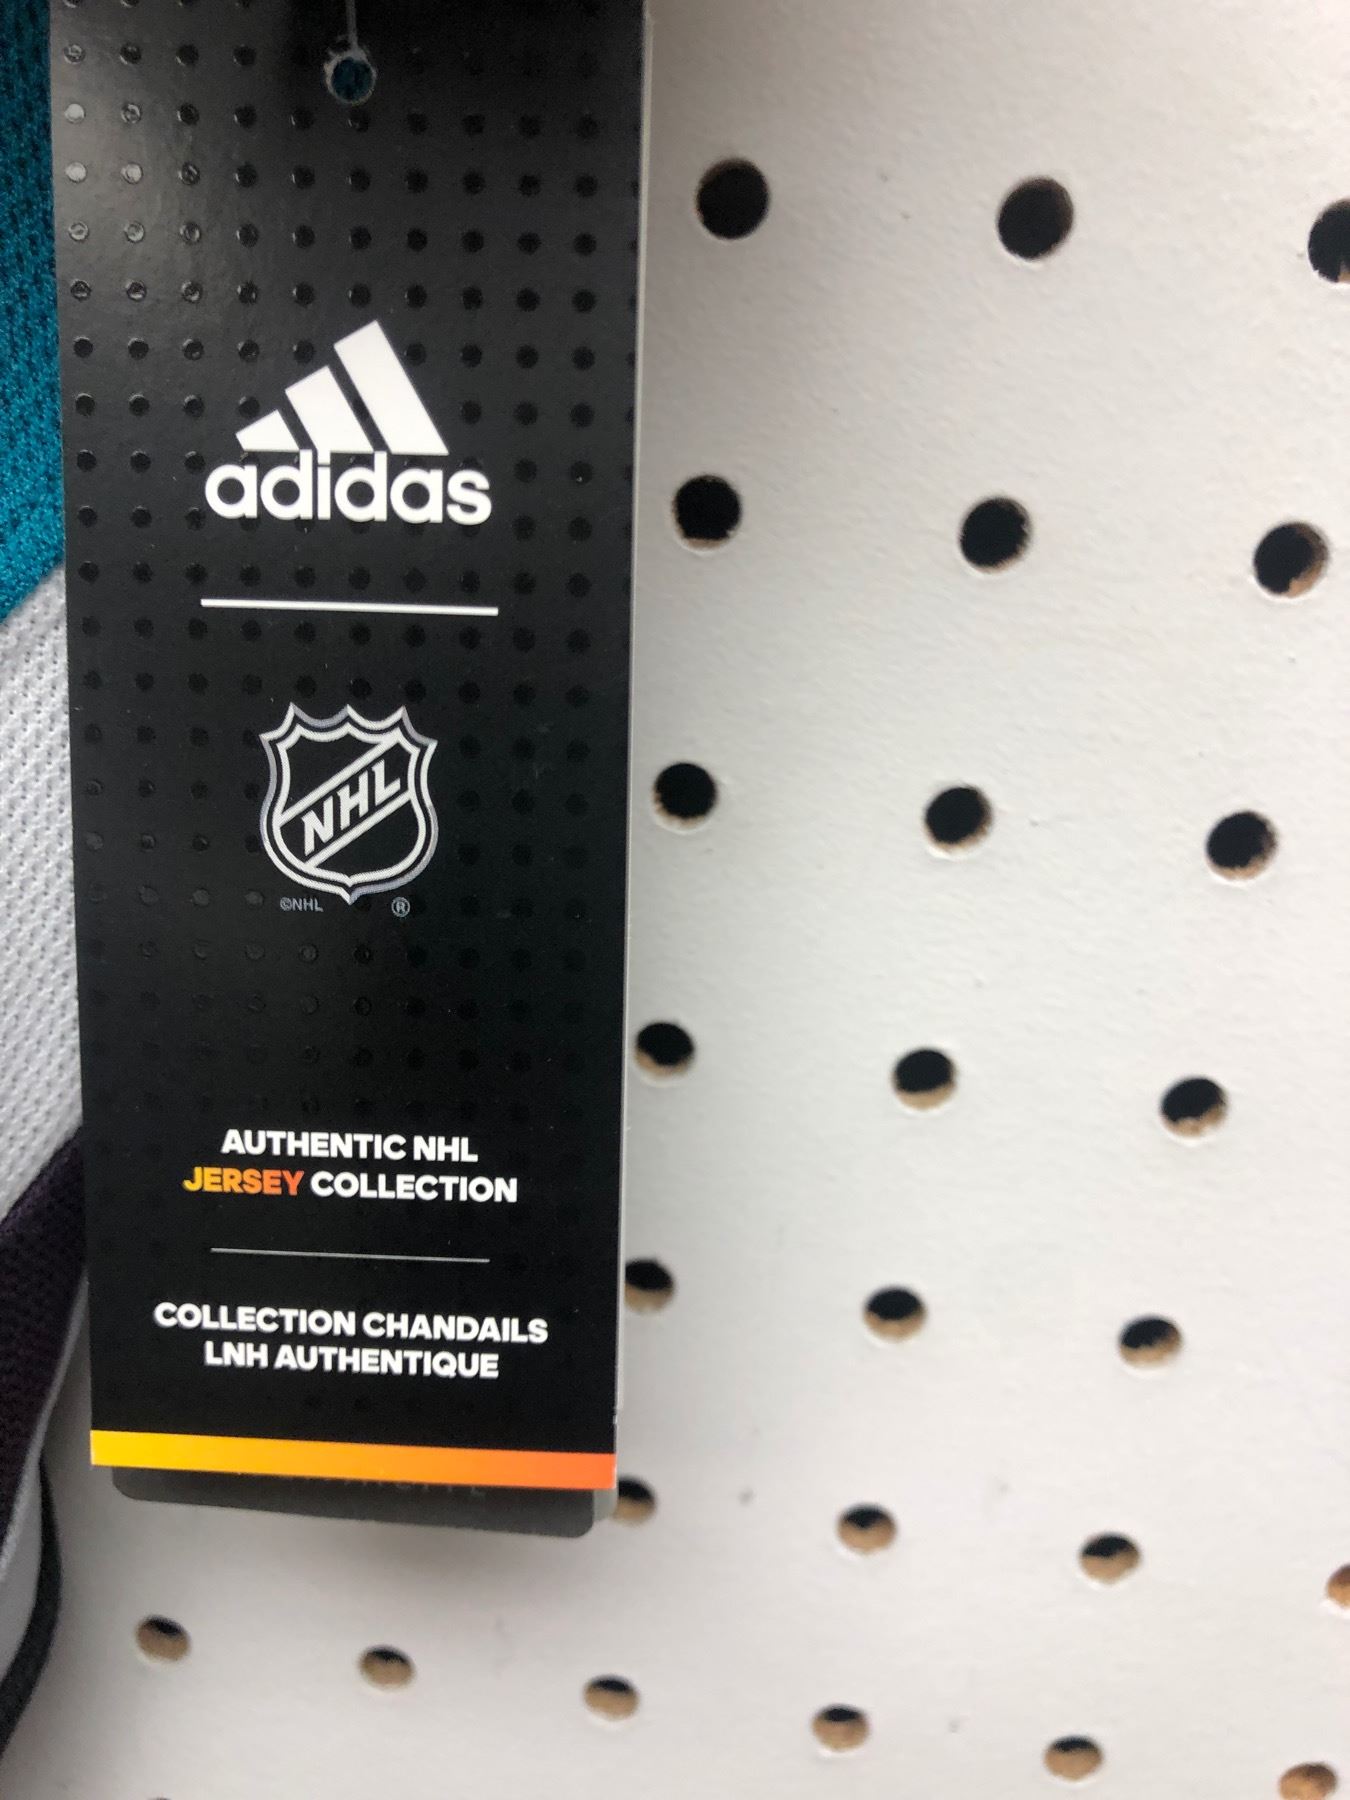 adidas
NHL
©NHL ®
AUTHENTIC NHL
JERSEY COLLECTION
COLLECTION CHANDAILS
LNH AUTHENTIQUE